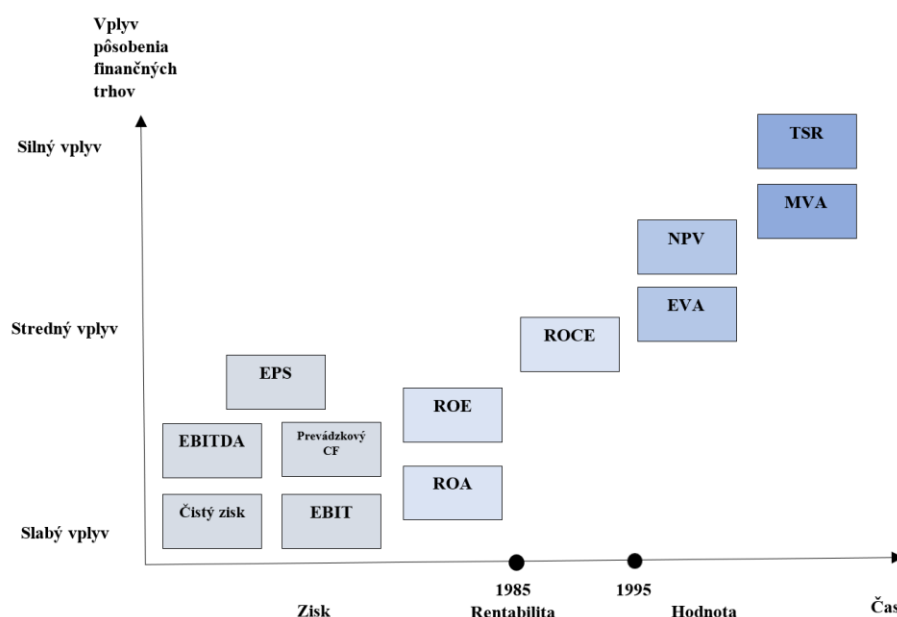 Vplyv
pôsobenia
finančných
trhov
Silný vplyv
TSR
MVA
NPV
EVA
Stredný vplyv
ROCE
EPS
ROE
EBITDA
Prevádzkový
CF
ROA
Čistý zisk
EBIT
Slabý vplyv
1985
1995
Zisk
Rentabilita
Hodnota
Čas